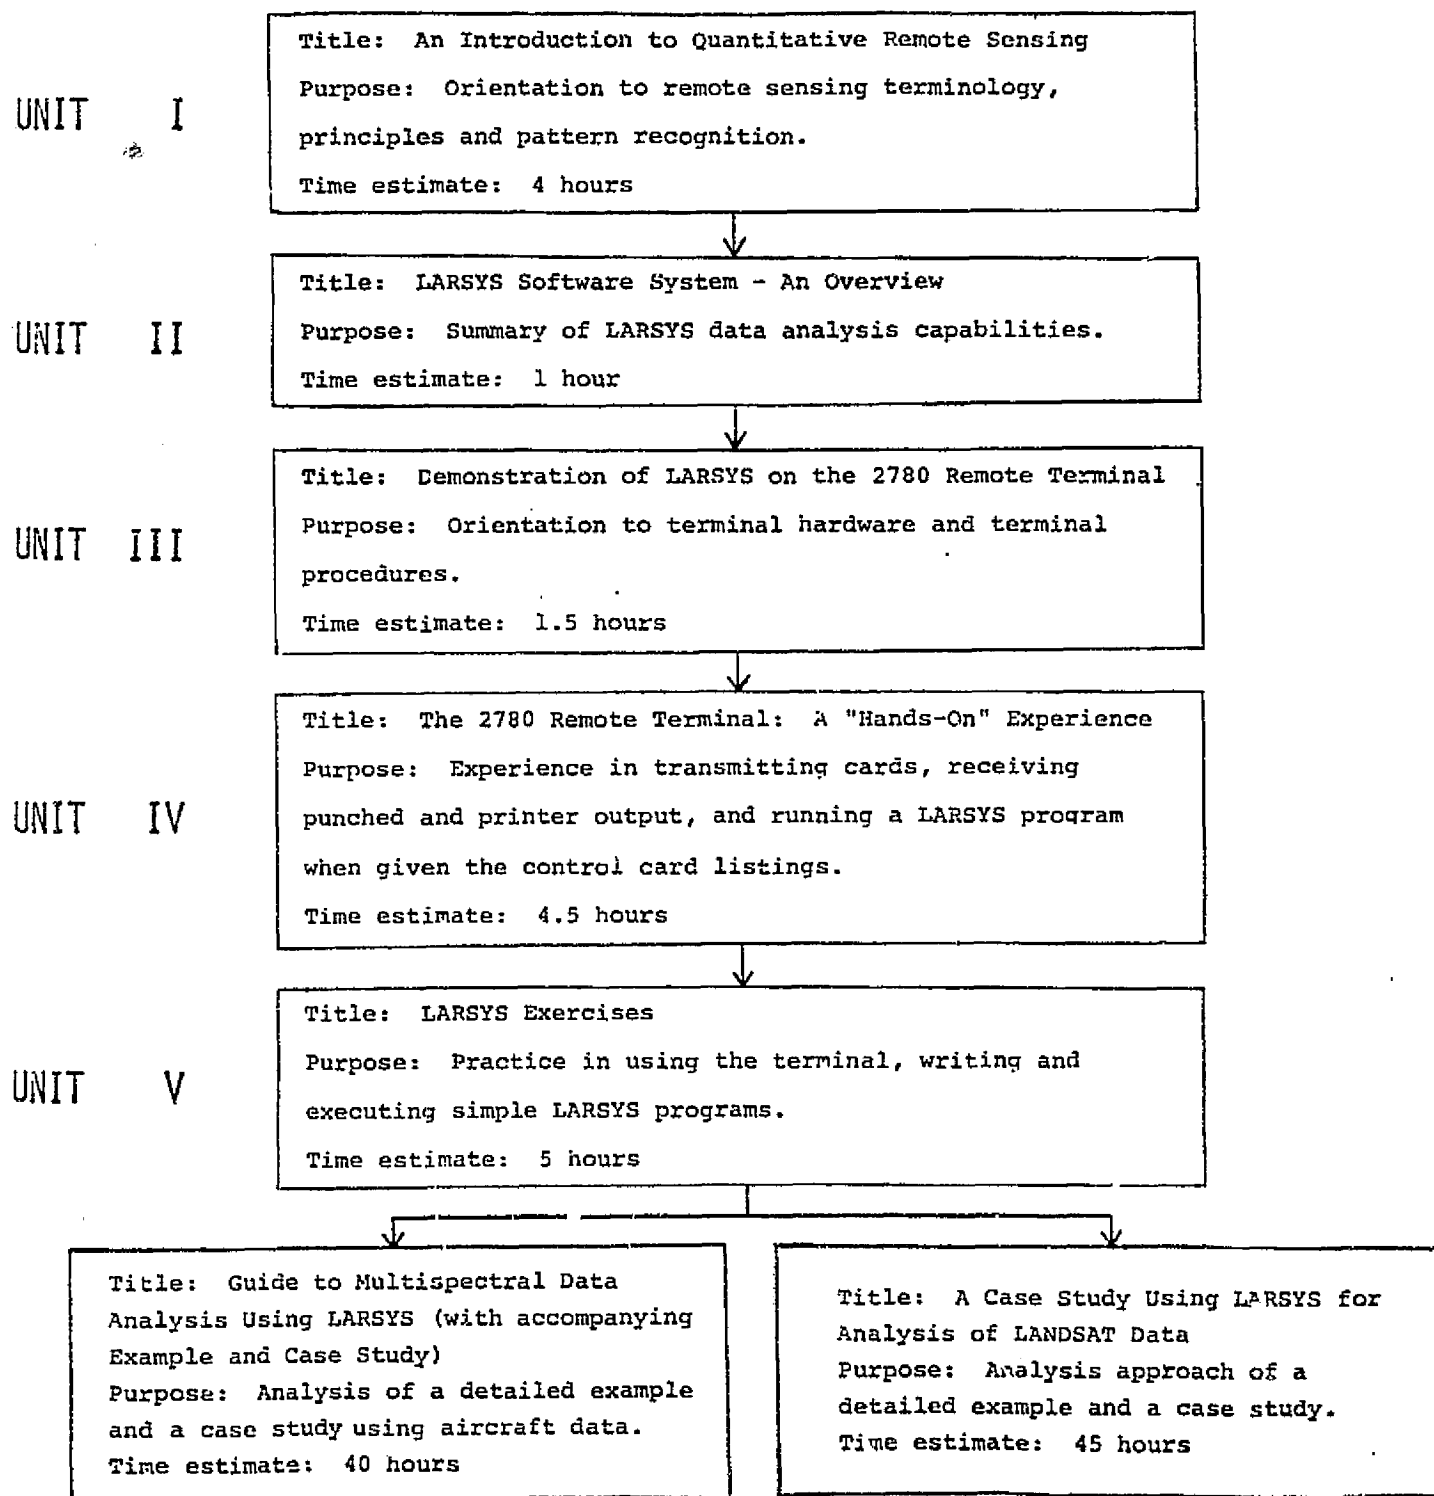 UNIT I
Title: An Introduction to Quantitative Remote Sensing
Purpose: Orientation to remote sensing terminology,
principles and pattern recognition.
Time estimate: 4 hours
UNIT II
Title: LARSYS Software System - An Overview
Purpose: Summary of LARSYS data analysis capabilities.
Time estimate: 1 hour
UNIT III
Title: Demonstration of LARSYS on the 2780 Remote Terminal
Purpose: Orientation to terminal hardware and terminal
procedures.
Time estimate: 1.5 hours
UNIT IV
Title: The 2780 Remote Terminal: A "Hands-On" Experience
Purpose: Experience in transmitting cards, receiving
punched and printer output, and running a LARSYS program
when given the control card listings.
Time estimate: 4.5 hours
UNIT V
Title: LARSYS Exercises
Purpose: Practice in using the terminal, writing and
executing simple LARSYS programs.
Time estimate: 5 hours
Title: Guide to Multispectral Data
Analysis Using LARSYS (with accompanying
Example and Case Study)
Purpose: Analysis of a detailed example
and a case study using aircraft data.
Time estimate: 40 hours
Title: A Case Study Using LARSYS for
Analysis of LANDSAT Data
Purpose: Analysis approach of a
detailed example and a case study.
Time estimate: 45 hours